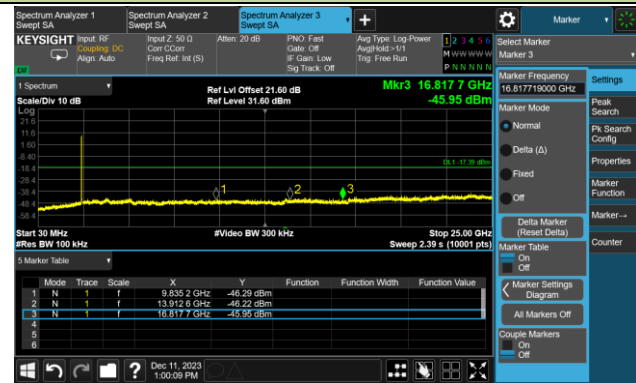 Spectrum Analyzer 1
Swept SA
Spectrum Analyzer 2
Swept SA
Spectrum Analyzer 3
Swept SA
Marker
KEYSIGHT
Input: RF
Coupling: DC
Align: Auto
Input Z: 50 Ω
Corr CCorr
Freq Ref: Int (S)
Atten: 20 dB
PNO: Fast
Gate: Off
IF Gain: Low
Sig Track: Off
Avg Type: Log-Power
Avg|Hold:>1/1
Trig: Free Run
1 2 3 4 5 6
M W W W W W
P N N N N N
Select Marker
Marker 3
1 Spectrum
Ref Lvl Offset 21.60 dB
Mkr3 16.817 7 GHz
Scale/Div 10 dB
Ref Level 31.60 dBm
-45.95 dBm
Log
21.6
11.6
1.60
-8.40
-18.4
-28.4
-38.4
-48.4
-58.4
DL1 -17.39 dBm
1
2
3
Start 30 MHz
#Video BW 300 kHz
Stop 25.00 GHz
#Res BW 100 kHz
Sweep 2.39 s (10001 pts)
5 Marker Table
Mode Trace Scale X Y Function Function Width Function Value
1 N 1 f 9.835 2 GHz -46.29 dBm
2 N 1 f 13.912 6 GHz -46.22 dBm
3 N 1 f 16.817 7 GHz -45.95 dBm
4
5
6
Marker Frequency
16.817719000 GHz
Marker Mode
Normal
Delta (Δ)
Fixed
Off
Delta Marker
(Reset Delta)
Marker Table
On
Off
Marker Settings
Diagram
All Markers Off
Couple Markers
On
Off
Settings
Peak
Search
Pk Search
Config
Properties
Marker
Function
Marker→
Counter
?
Dec 11, 2023
1:00:09 PM